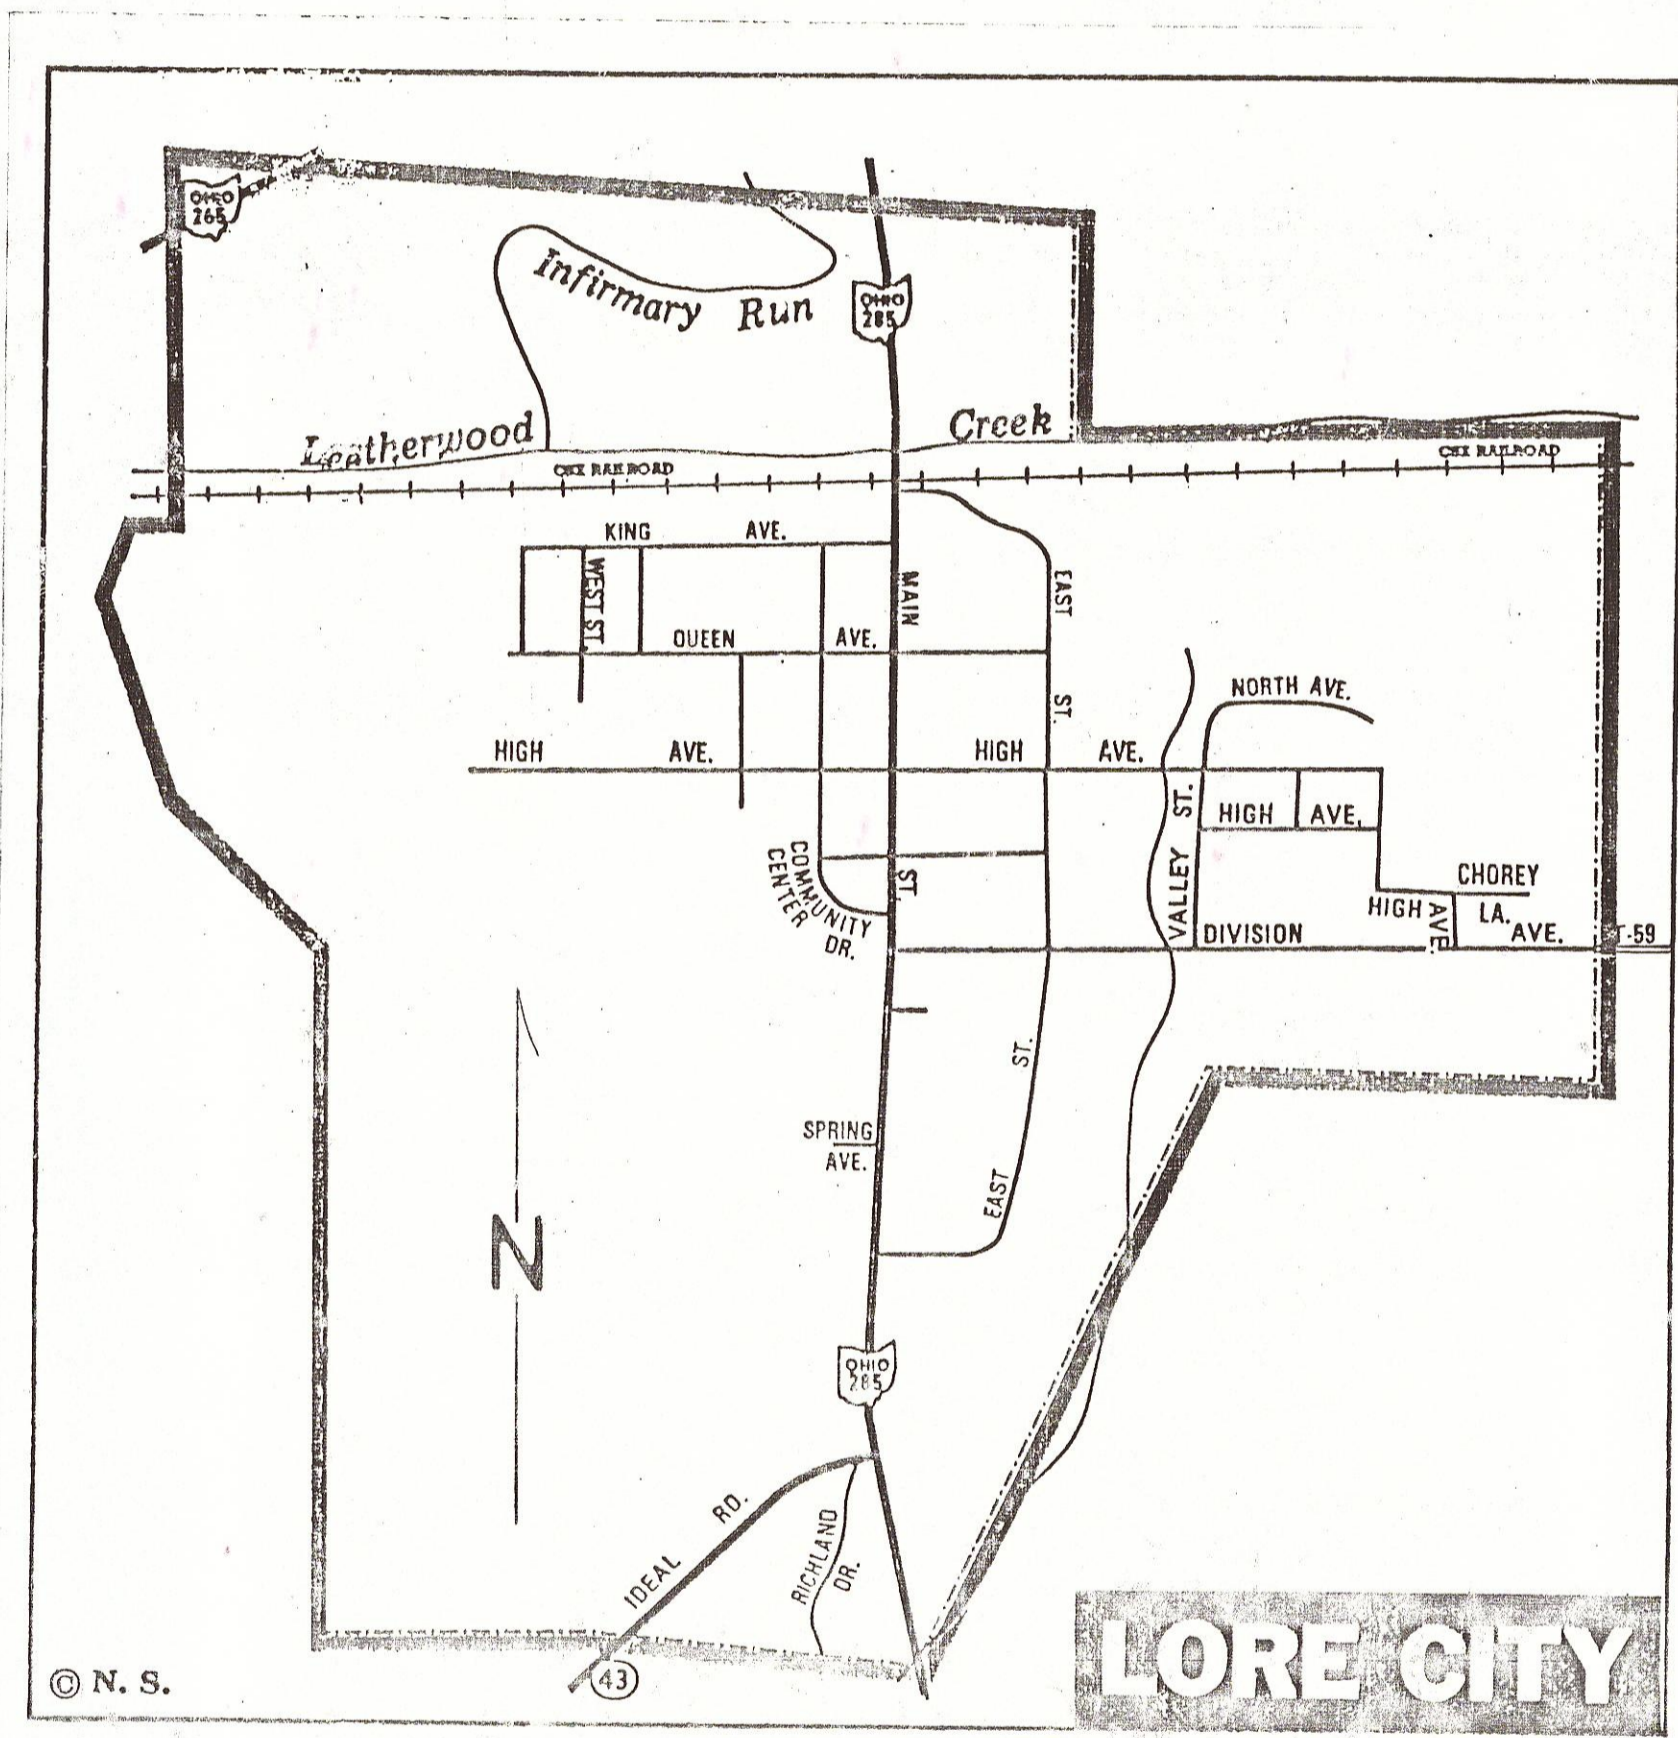 OHIO
265
Infirmary Run
OHIO
285
Leatherwood Creek
CSX RAILROAD
CSX RAILROAD
KING AVE.
WEST ST.
MAIN ST.
EAST ST.
QUEEN AVE.
NORTH AVE.
HIGH AVE.
HIGH AVE.
VALLEY ST.
HIGH AVE.
COMMUNITY
CENTER DR.
CHOREY
LA.
HIGH AVE.
DIVISION AVE.
T-59
EAST ST.
SPRING
AVE.
N
OHIO
285
IDEAL RD.
RICHLAND
DR.
43
© N. S.
LORE CITY